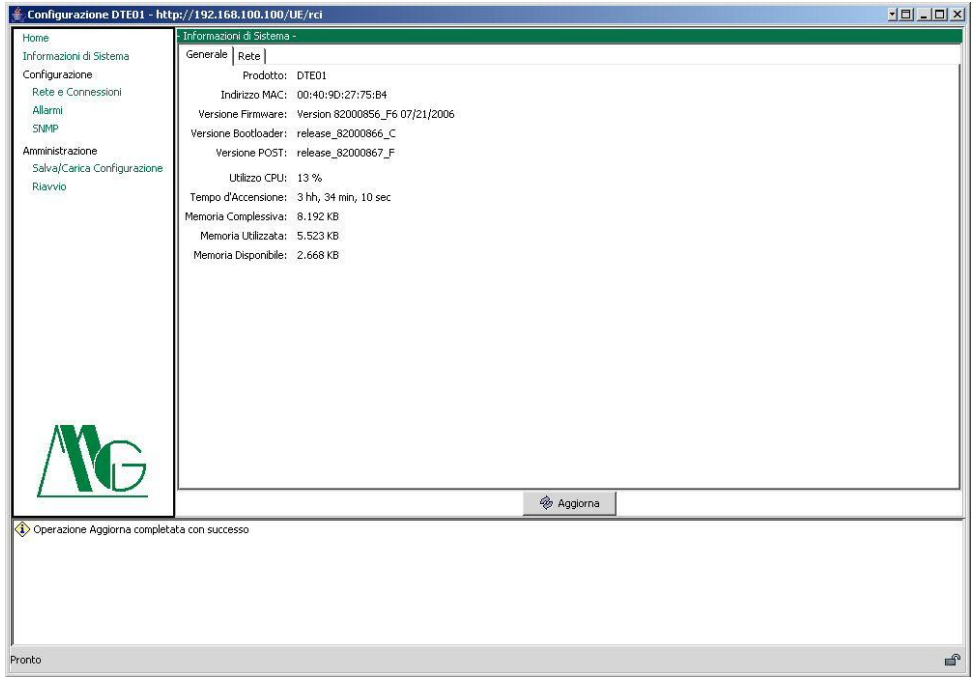 Configurazione DTE01 - http://192.168.100.100/UE/rci
Home
Informazioni di Sistema
Configurazione
Rete e Connessioni
Allarmi
SNMP
Amministrazione
Salva/Carica Configurazione
Riavvio
MG
- Informazioni di Sistema -
Generale Rete
Prodotto: DTE01
Indirizzo MAC: 00:40:9D:27:75:B4
Versione Firmware: Version 82000856_F6 07/21/2006
Versione Bootloader: release_82000866_C
Versione POST: release_82000867_F
Utilizzo CPU: 13 %
Tempo d'Accensione: 3 hh, 34 min, 10 sec
Memoria Complessiva: 8.192 KB
Memoria Utilizzata: 5.523 KB
Memoria Disponibile: 2.668 KB
Aggiorna
Operazione Aggiorna completata con successo
Pronto